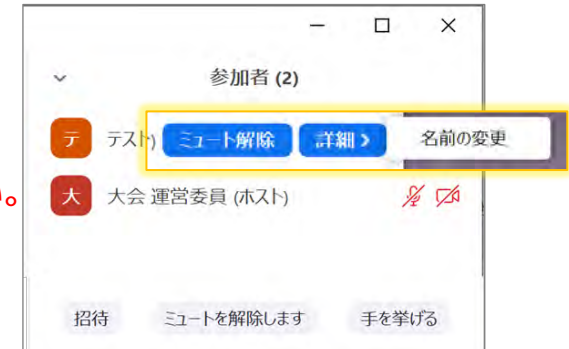 参加者 (2)
テ テスト) ミュート解除 詳細 > 名前の変更
大 大会 運営委員 (ホスト)
。
招待 ミュートを解除します 手を挙げる